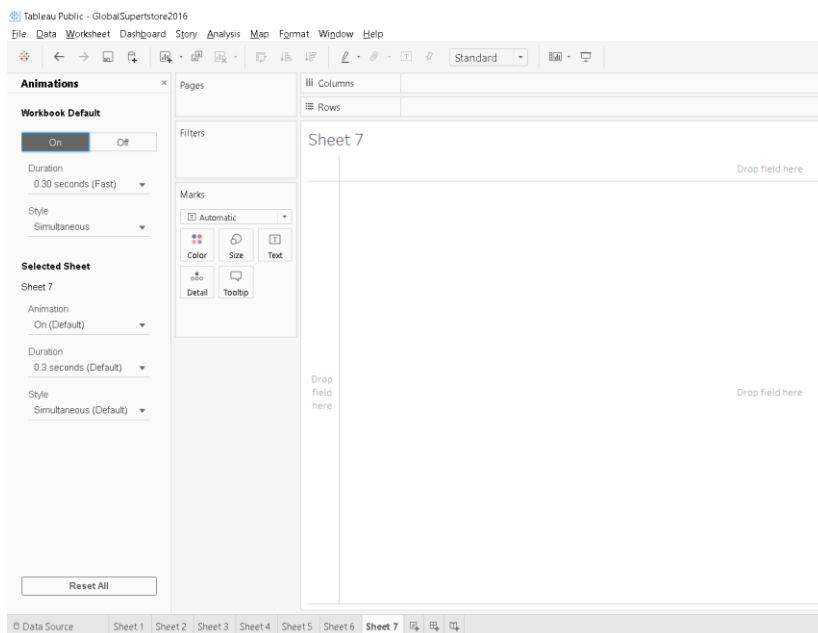 Tableau Public - GlobalSupertstore2016
File Data Worksheet Dashboard Story Analysis Map Format Window Help
Standard
Animations
Workbook Default
On Off
Duration
0.30 seconds (Fast)
Style
Simultaneous
Selected Sheet
Sheet 7
Animation
On (Default)
Duration
0.3 seconds (Default)
Style
Simultaneous (Default)
Reset All
Pages
Filters
Marks
Automatic
Color Size Text
Detail Tooltip
Columns
Rows
Sheet 7
Drop field here
Drop
field
here
Drop field here
Data Source Sheet 1 Sheet 2 Sheet 3 Sheet 4 Sheet 5 Sheet 6 Sheet 7